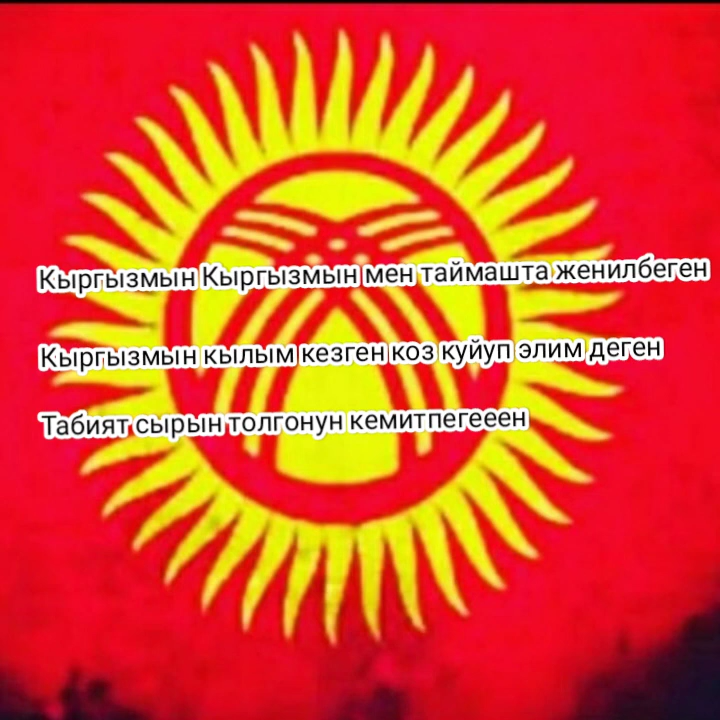 Кыргызмын Кыргызмын мен таймашта женилбеген
Кыргызмын кылым кезген коз куйуп элим деген
Табият сырын толгонун кемитпегееен